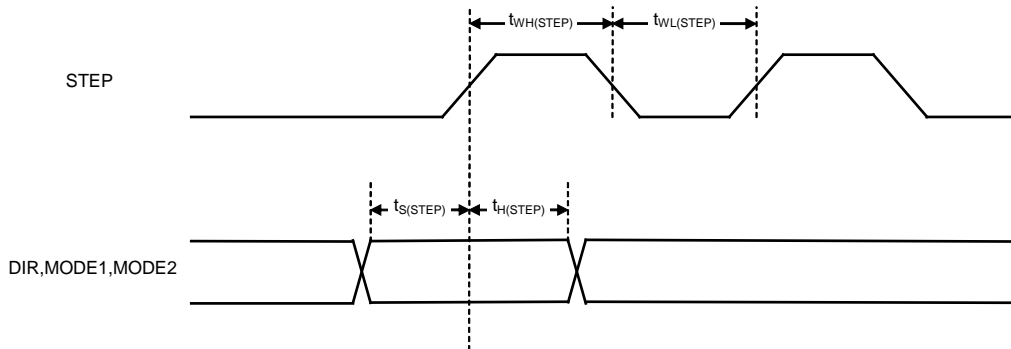 tWH(STEP) tWL(STEP)
STEP
tS(STEP) tH(STEP)
DIR,MODE1,MODE2